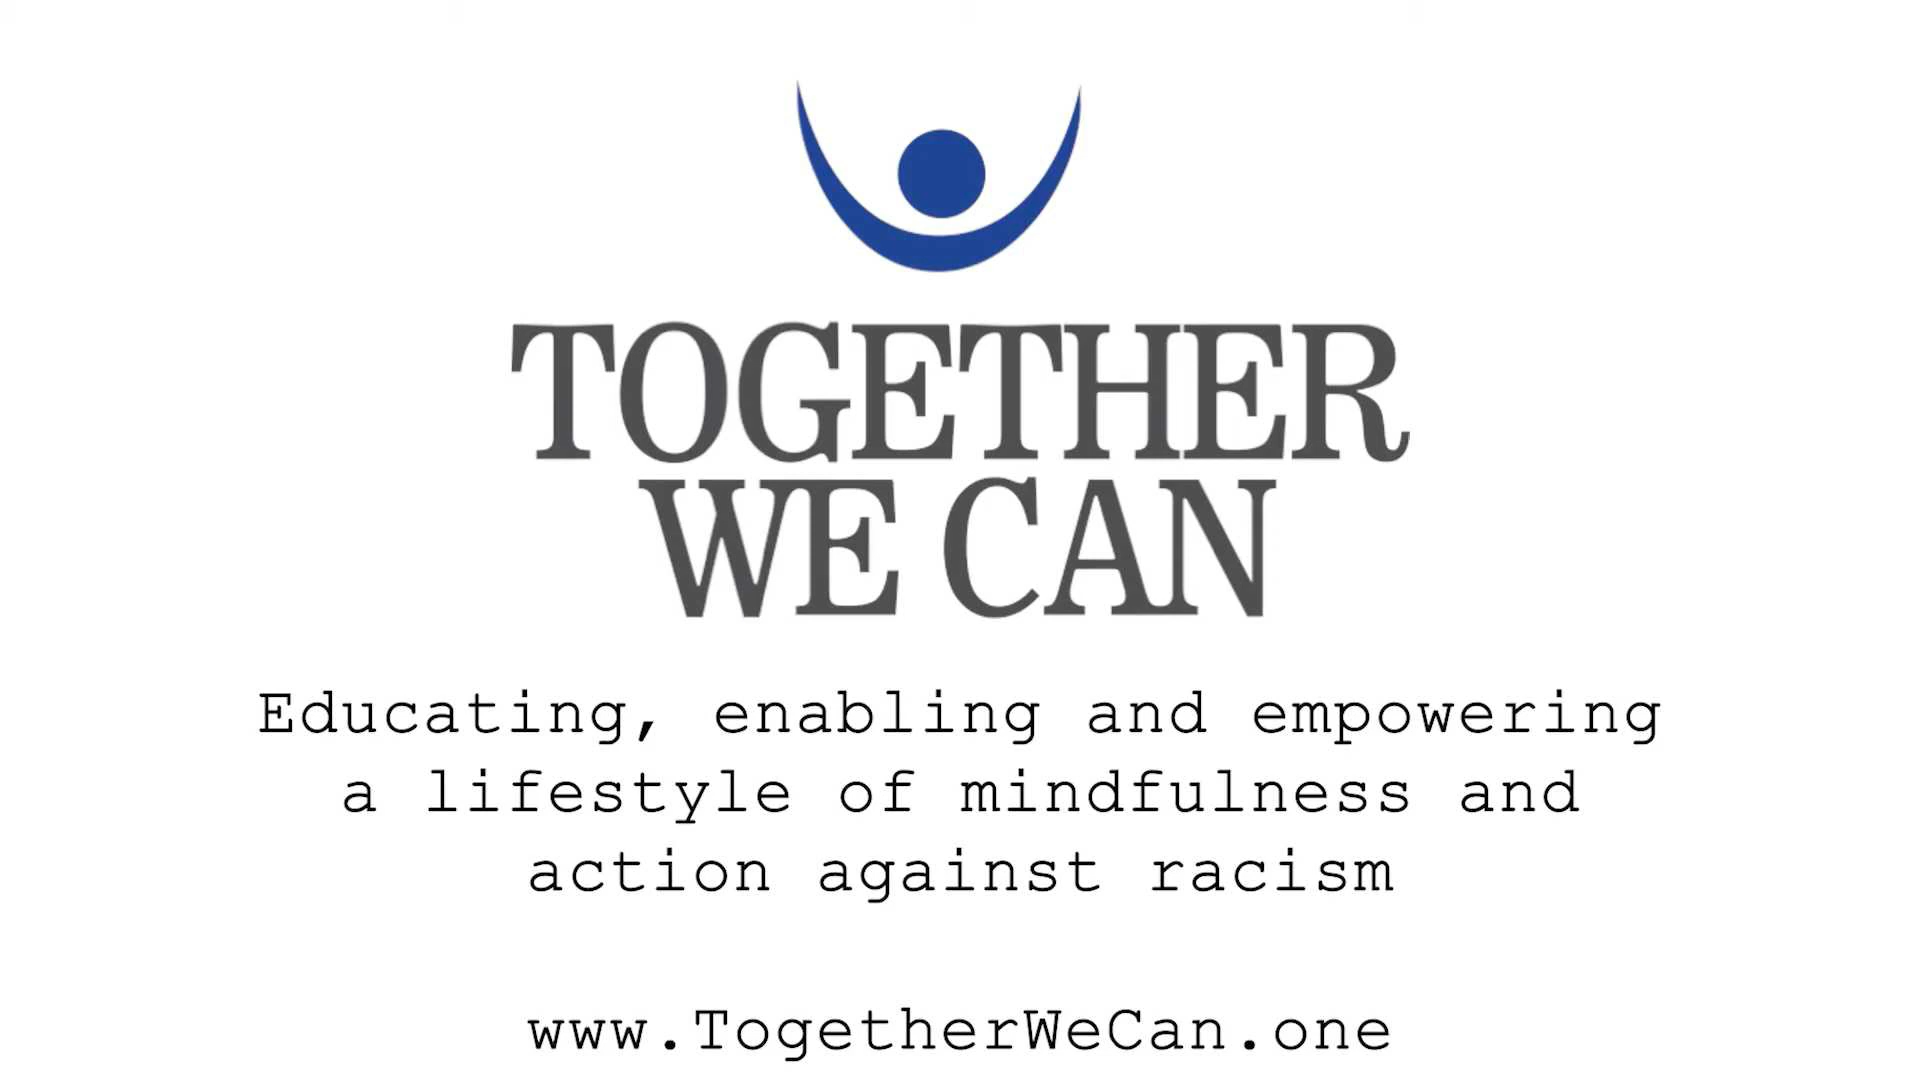 TOGETHER
WE CAN
Educating, enabling and empowering
a lifestyle of mindfulness and
action against racism
www.TogetherWeCan.one